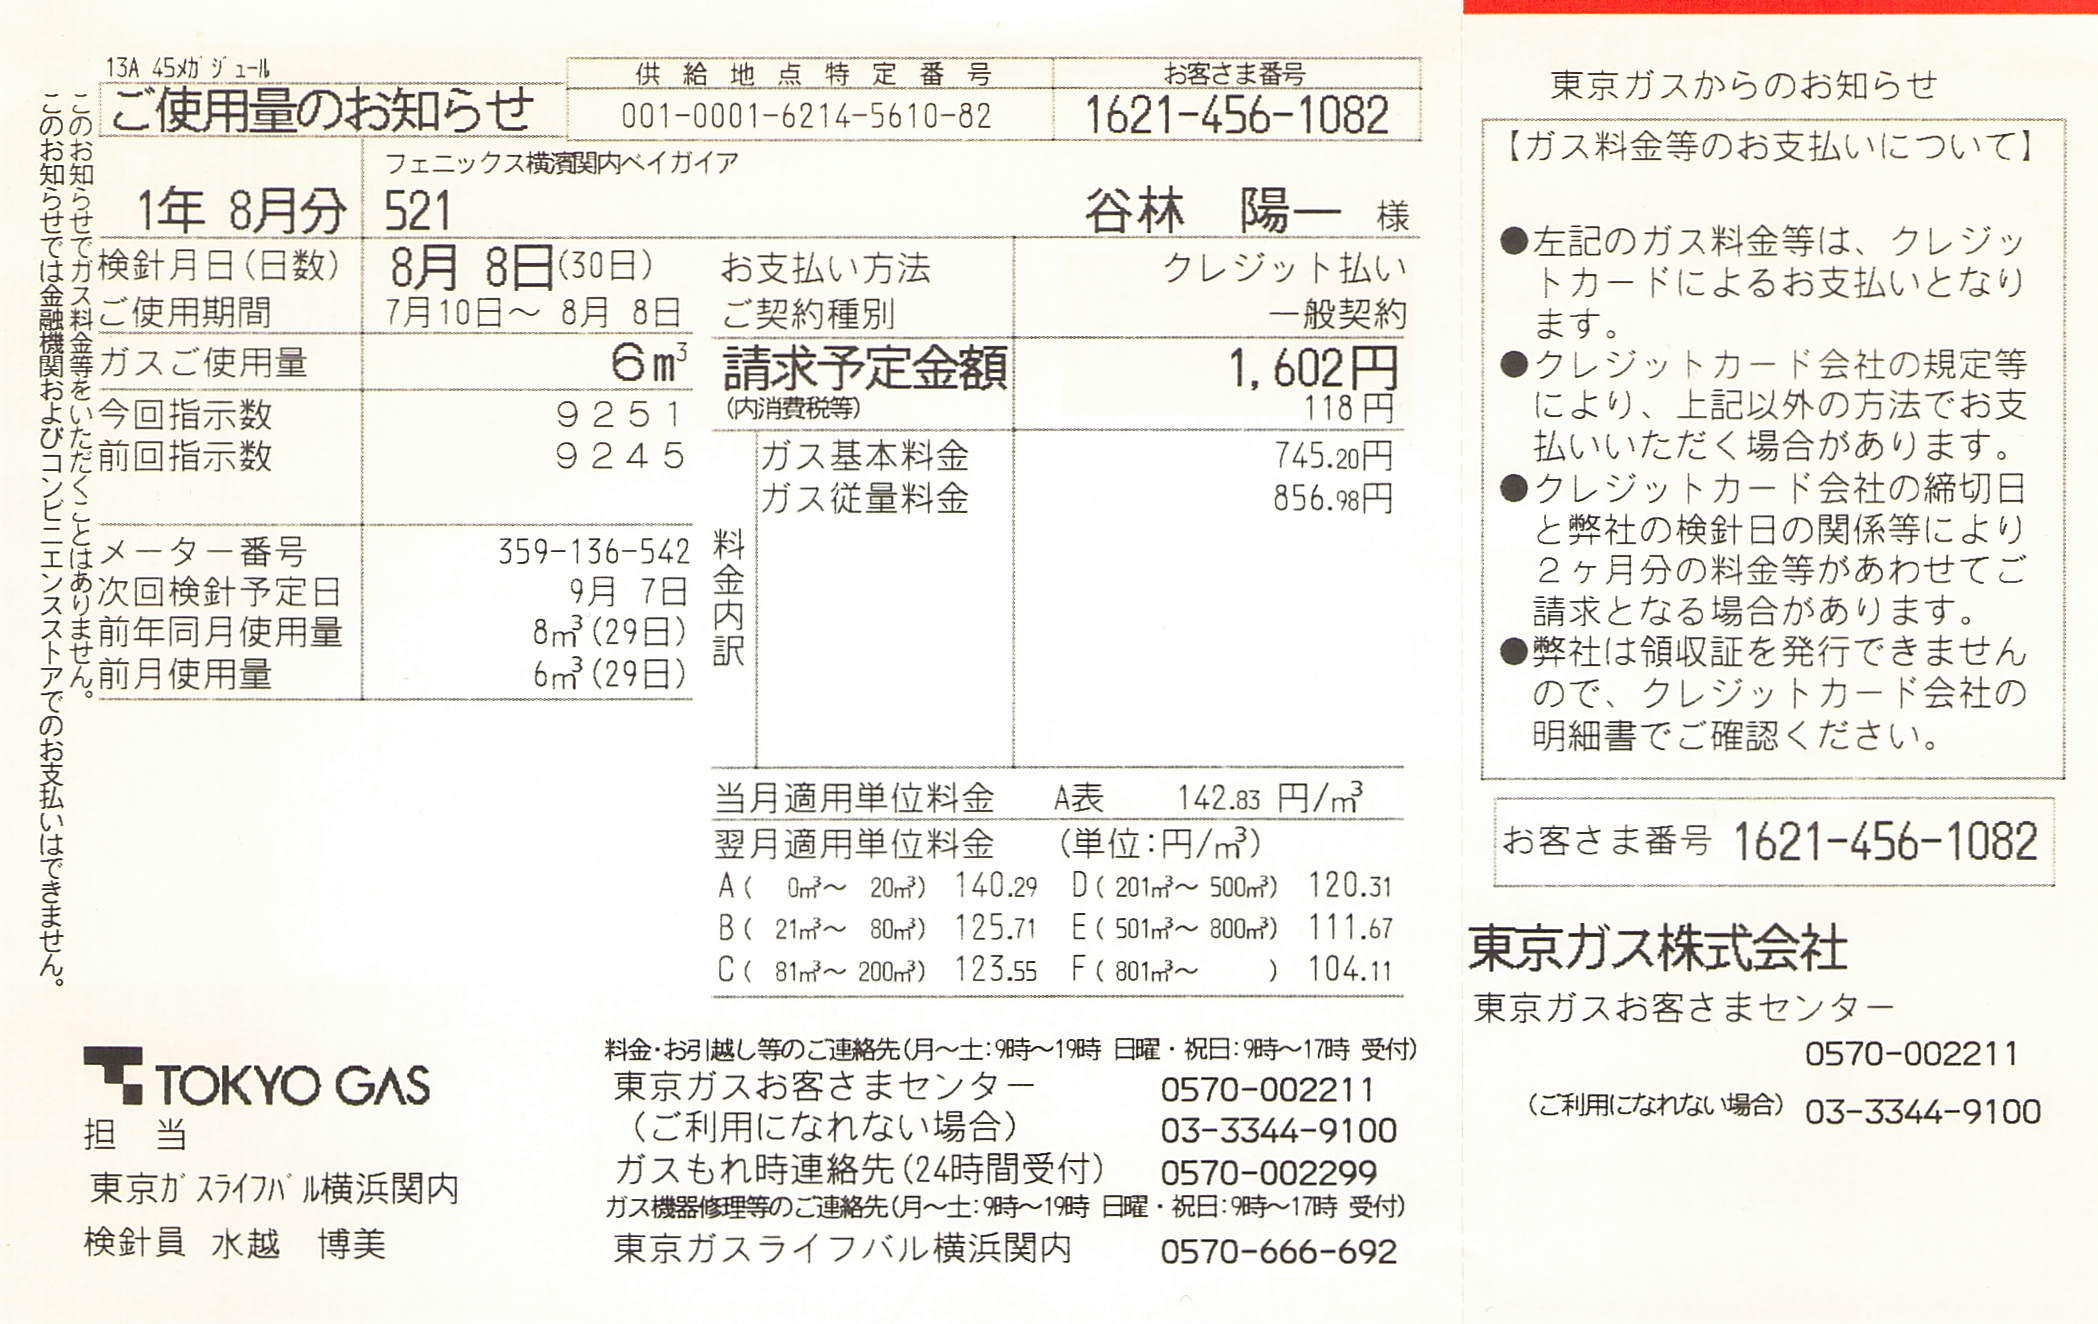 13A 45ﾒｶﾞｼﾞｭｰﾙ
ご使用量のお知らせ
供給地点特定番号
001-0001-6214-5610-82
お客さま番号
1621-456-1082
このお知らせでガス料金等をいただくことはありません。
このお知らせでは金融機関およびコンビニエンスストアでのお支払いはできません。
1年 8月分
フェニックス横濱関内ベイガイア
521
谷林 陽一 様
検針月日(日数) 8月 8日(30日)
ご使用期間 7月10日〜 8月 8日
ガスご使用量 6㎥
今回指示数 9251
前回指示数 9245
メーター番号 359-136-542
次回検針予定日 9月 7日
前年同月使用量 8㎥(29日)
前月使用量 6㎥(29日)
お支払い方法 クレジット払い
ご契約種別 一般契約
請求予定金額 1,602円
(内消費税等) 118円
料金内訳
ガス基本料金 745.20円
ガス従量料金 856.98円
当月適用単位料金 A表 142.83 円/㎥
翌月適用単位料金 (単位:円/㎥)
A( 0㎥〜 20㎥) 140.29 D(201㎥〜 500㎥) 120.31
B( 21㎥〜 80㎥) 125.71 E(501㎥〜 800㎥) 111.67
C( 81㎥〜 200㎥) 123.55 F(801㎥〜 ) 104.11
TOKYO GAS
担 当
東京ｶﾞｽﾗｲﾌﾊﾞﾙ横浜関内
検針員 水越 博美
料金・お引越し等のご連絡先(月〜土:9時〜19時 日曜・祝日:9時〜17時 受付)
東京ガスお客さまセンター 0570-002211
(ご利用になれない場合) 03-3344-9100
ガスもれ時連絡先(24時間受付) 0570-002299
ガス機器修理等のご連絡先(月〜土:9時〜19時 日曜・祝日:9時〜17時 受付)
東京ガスライフバル横浜関内 0570-666-692
東京ガスからのお知らせ
【ガス料金等のお支払いについて】
●左記のガス料金等は、クレジッ
トカードによるお支払いとなり
ます。
●クレジットカード会社の規定等
により、上記以外の方法でお支
払いいただく場合があります。
●クレジットカード会社の締切日
と弊社の検針日の関係等により
２ヶ月分の料金等があわせてご
請求となる場合があります。
●弊社は領収証を発行できません
ので、クレジットカード会社の
明細書でご確認ください。
お客さま番号 1621-456-1082
東京ガス株式会社
東京ガスお客さまセンター
0570-002211
(ご利用になれない場合) 03-3344-9100